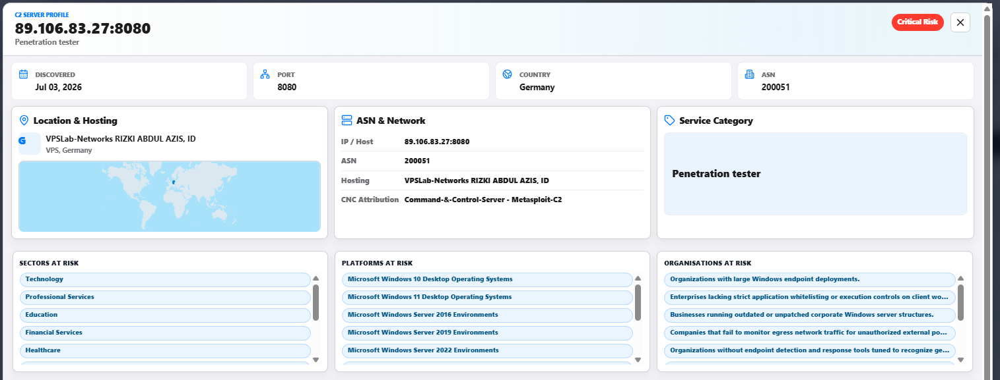 C2 SERVER PROFILE
89.106.83.27:8080
Penetration tester
Critical Risk
DISCOVERED
Jul 03, 2026
PORT
8080
COUNTRY
Germany
ASN
200051
Location & Hosting
G
VPSLab-Networks RIZKI ABDUL AZIS, ID
VPS, Germany
ASN & Network
IP / Host 89.106.83.27:8080
ASN 200051
Hosting VPSLab-Networks RIZKI ABDUL AZIS, ID
CNC Attribution Command-&-Control-Server - Metasploit-C2
Service Category
Penetration tester
SECTORS AT RISK
Technology
Professional Services
Education
Financial Services
Healthcare
PLATFORMS AT RISK
Microsoft Windows 10 Desktop Operating Systems
Microsoft Windows 11 Desktop Operating Systems
Microsoft Windows Server 2016 Environments
Microsoft Windows Server 2019 Environments
Microsoft Windows Server 2022 Environments
ORGANISATIONS AT RISK
Organizations with large Windows endpoint deployments.
Enterprises lacking strict application whitelisting or execution controls on client wo...
Businesses running outdated or unpatched corporate Windows server structures.
Companies that fail to monitor egress network traffic for unauthorized external po...
Organizations without endpoint detection and response tools tuned to recognize ge...